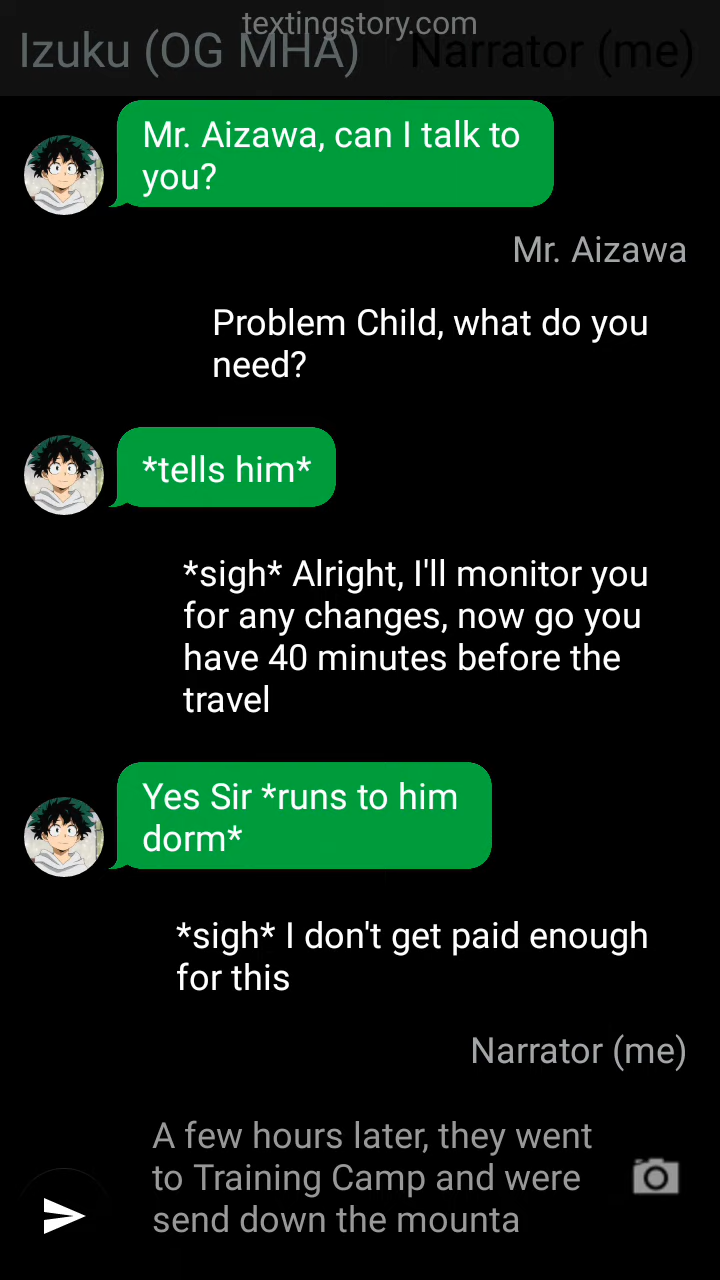 textingstory.com
Izuku (OG MHA)
Narrator (me)
Mr. Aizawa, can I talk to
you?
Mr. Aizawa
Problem Child, what do you
need?
*tells him*
*sigh* Alright, I'll monitor you
for any changes, now go you
have 40 minutes before the
travel
Yes Sir *runs to him
dorm*
*sigh* I don't get paid enough
for this
Narrator (me)
A few hours later, they went
to Training Camp and were
send down the mounta